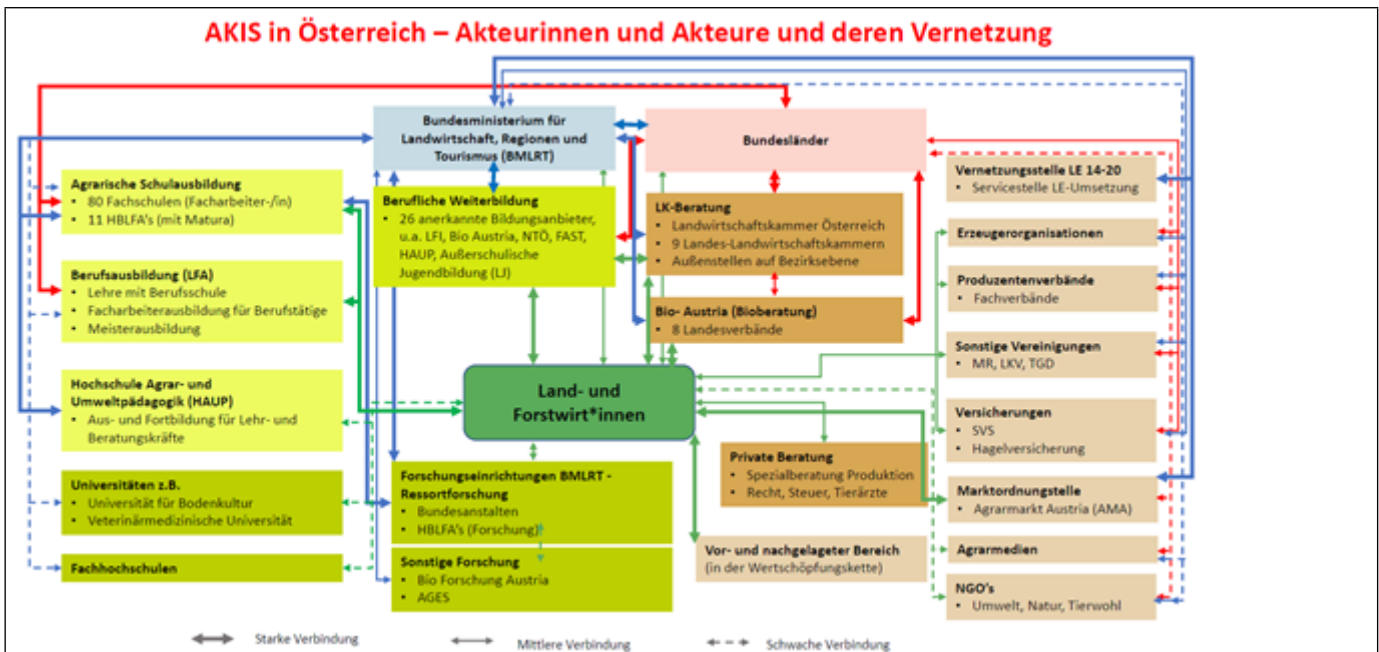 AKIS in Österreich – Akteurinnen und Akteure und deren Vernetzung
Bundesministerium für
Landwirtschaft, Regionen und
Tourismus (BMLRT)
Bundesländer
Agrarische Schulausbildung
• 80 Fachschulen (Facharbeiter-/in)
• 11 HBLFA's (mit Matura)
Berufsausbildung (LFA)
• Lehre mit Berufsschule
• Facharbeiterausbildung für Berufstätige
• Meisterausbildung
Hochschule Agrar- und
Umweltpädagogik (HAUP)
• Aus- und Fortbildung für Lehr- und
Beratungskräfte
Universitäten z.B.
• Universität für Bodenkultur
• Veterinärmedizinische Universität
Fachhochschulen
Berufliche Weiterbildung
• 26 anerkannte Bildungsanbieter,
u.a. LFI, Bio Austria, NTÖ, FAST,
HAUP, Außerschulische
Jugendbildung (LJ)
LK-Beratung
• Landwirtschaftskammer Österreich
• 9 Landes-Landwirtschaftskammern
• Außenstellen auf Bezirksebene
Bio- Austria (Bioberatung)
• 8 Landesverbände
Land- und
Forstwirt*innen
Forschungseinrichtungen BMLRT -
Ressortforschung
• Bundesanstalten
• HBLFA's (Forschung)
Sonstige Forschung
• Bio Forschung Austria
• AGES
Private Beratung
• Spezialberatung Produktion
• Recht, Steuer, Tierärzte
Vor- und nachgelageter Bereich
(in der Wertschöpfungskette)
Vernetzungsstelle LE 14-20
• Servicestelle LE-Umsetzung
Erzeugerorganisationen
Produzentenverbände
• Fachverbände
Sonstige Vereinigungen
• MR, LKV, TGD
Versicherungen
• SVS
• Hagelversicherung
Marktordnungstelle
• Agrarmarkt Austria (AMA)
Agrarmedien
NGO's
• Umwelt, Natur, Tierwohl
Starke Verbindung
Mittlere Verbindung
Schwache Verbindung